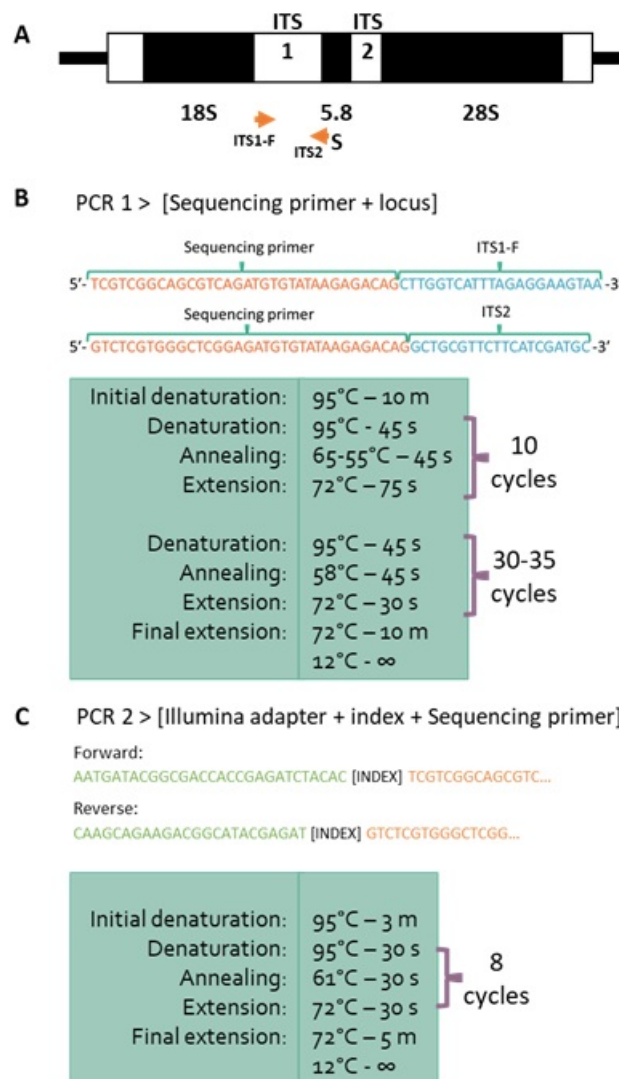 A
ITS ITS
1 2
18S 5.8 28S
ITS1-F
ITS2 S
B PCR 1 > [Sequencing primer + locus]
Sequencing primer ITS1-F
5’- TCGTCGGCAGCGTCAGATGTGTATAAGAGACAGCTTGGTCATTTAGAGGAAGTAA -3’
Sequencing primer ITS2
5’- GTCTCGTGGGCTCGGAGATGTGTATAAGAGACAGGCTGCGTTCTTCATCGATGC -3’
Initial denaturation: 95°C – 10 m
Denaturation: 95°C - 45 s
Annealing: 65-55°C – 45 s
Extension: 72°C – 75 s
10
cycles
Denaturation: 95°C – 45 s
Annealing: 58°C – 45 s
Extension: 72°C – 30 s
30-35
cycles
Final extension: 72°C – 10 m
12°C - ∞
C PCR 2 > [Illumina adapter + index + Sequencing primer]
Forward:
AATGATACGGCGACCACCGAGATCTACAC [INDEX] TCGTCGGCAGCGTC...
Reverse:
CAAGCAGAAGACGGCATACGAGAT [INDEX] GTCTCGTGGGCTCGG...
Initial denaturation: 95°C – 3 m
Denaturation: 95°C – 30 s
Annealing: 61°C – 30 s
Extension: 72°C – 30 s
8
cycles
Final extension: 72°C – 5 m
12°C - ∞